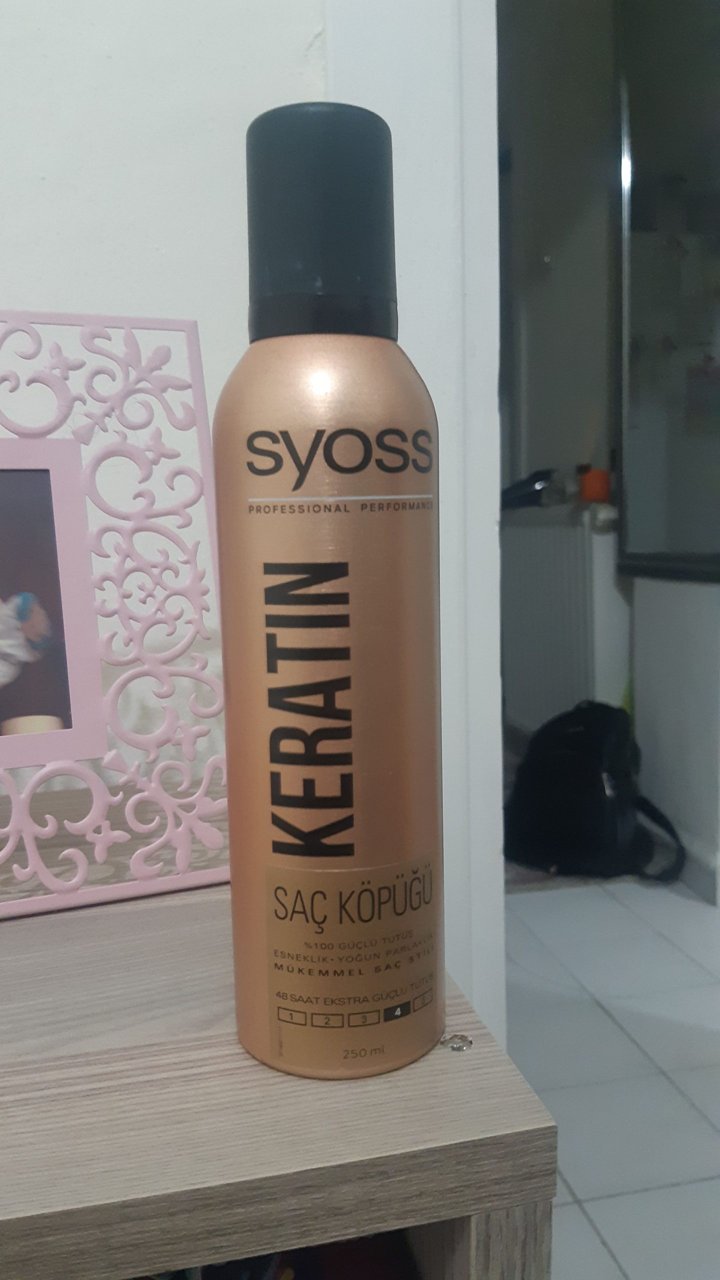 syoss
PROFESSIONAL PERFORMANCE
KERATIN
SAÇ KÖPÜĞÜ
%100 GÜÇLÜ TUTUŞ
ESNEKLİK • YOĞUN PARLAKLIK
MÜKEMMEL SAÇ STİLİ
48 SAAT EKSTRA GÜÇLÜ TUTUŞ
1 2 3 4 5
250 ml